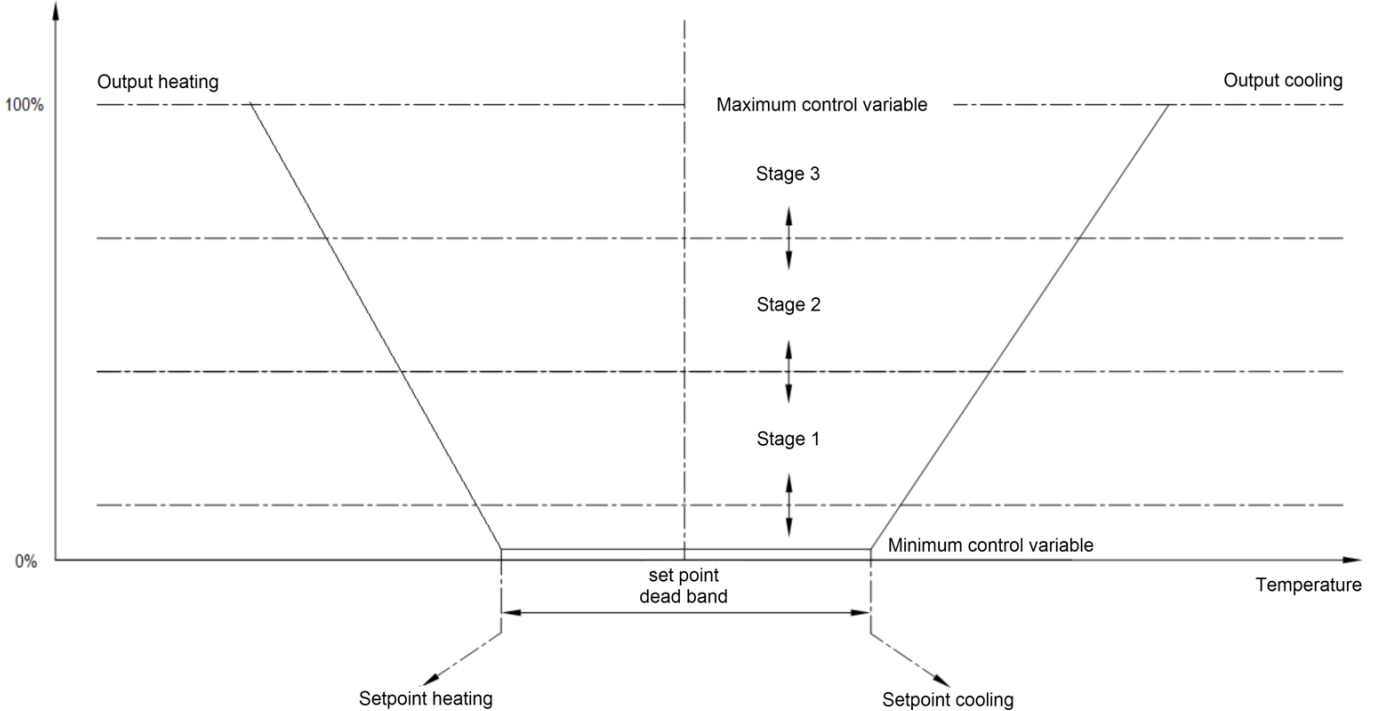 Output heating
Output cooling
100%
Maximum control variable
Stage 3
Stage 2
Stage 1
Minimum control variable
0%
set point
dead band
Temperature
Setpoint heating
Setpoint cooling